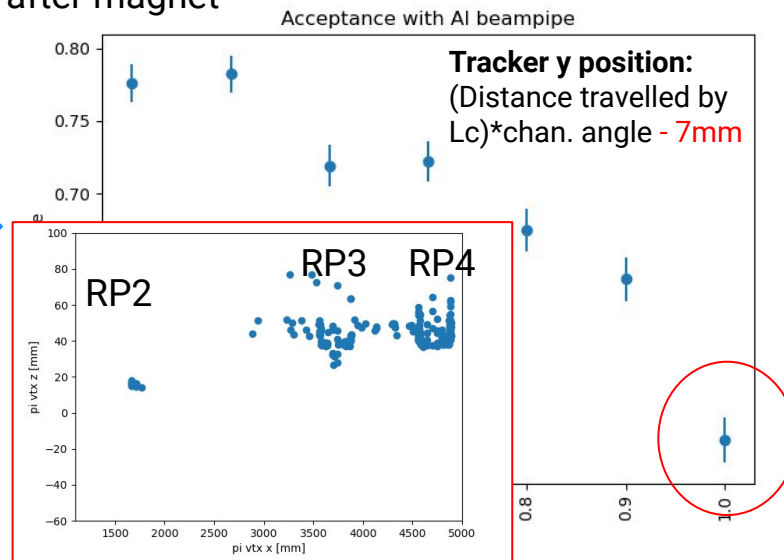 after magnet
Acceptance with Al beampipe
0.80
0.75
0.70
Tracker y position:
(Distance travelled by
Lc)*chan. angle - 7mm
0.8
0.9
1.0
100
80
60
40
20
0
−20
−40
−60
pi vtx z [mm]
RP2
RP3
RP4
1500
2000
2500
3000
3500
4000
4500
5000
pi vtx x [mm]